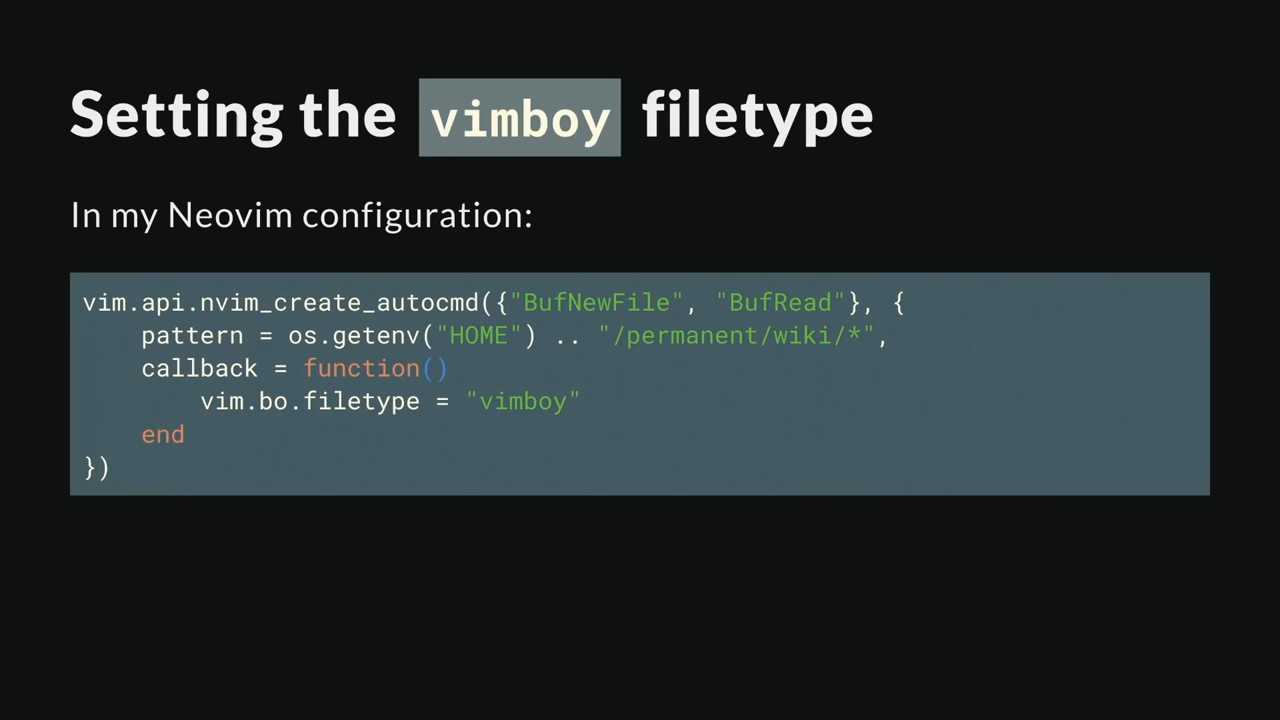 Setting the vimboy filetype
In my Neovim configuration:
vim.api.nvim_create_autocmd({"BufNewFile", "BufRead"}, {
    pattern = os.getenv("HOME") .. "/permanent/wiki/*",
    callback = function()
        vim.bo.filetype = "vimboy"
    end
})